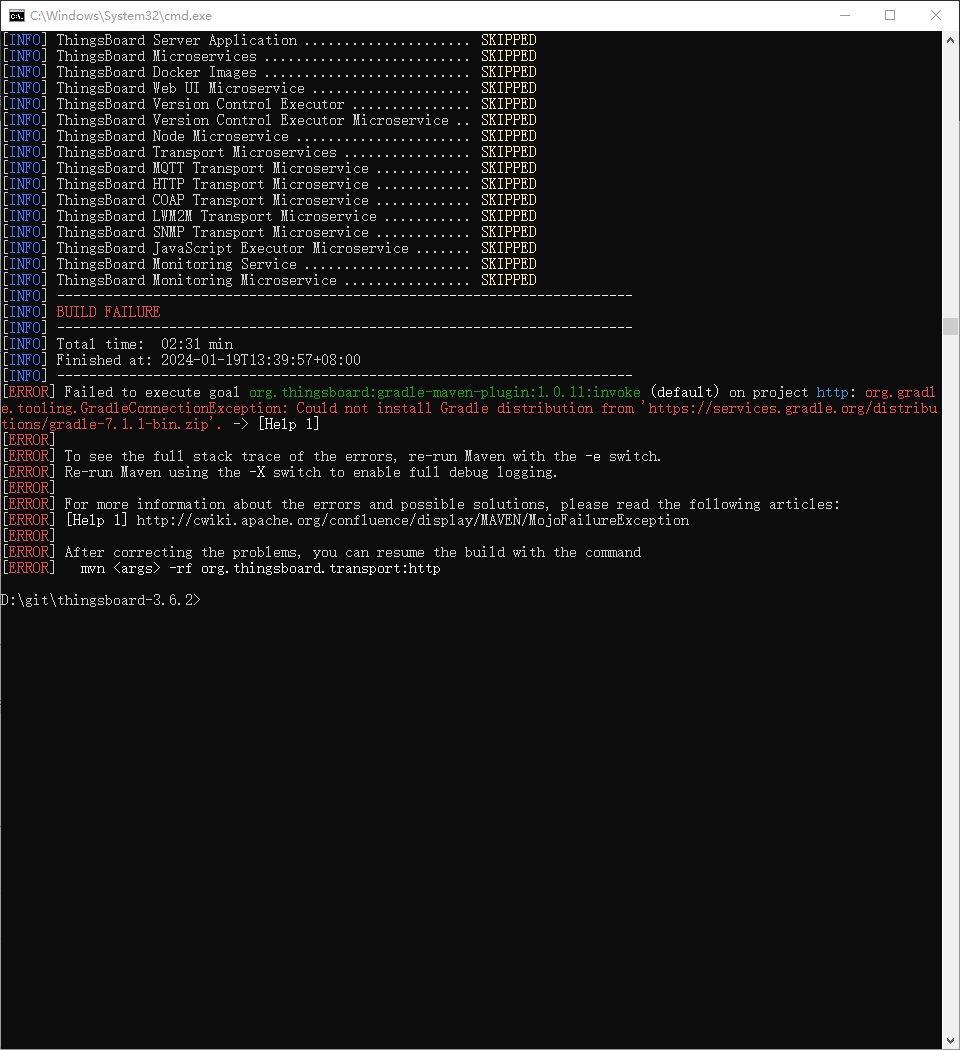 C:\Windows\System32\cmd.exe
[INFO] ThingsBoard Server Application ..................... SKIPPED
[INFO] ThingsBoard Microservices .......................... SKIPPED
[INFO] ThingsBoard Docker Images .......................... SKIPPED
[INFO] ThingsBoard Web UI Microservice .................... SKIPPED
[INFO] ThingsBoard Version Control Executor ............... SKIPPED
[INFO] ThingsBoard Version Control Executor Microservice .. SKIPPED
[INFO] ThingsBoard Node Microservice ...................... SKIPPED
[INFO] ThingsBoard Transport Microservices ................ SKIPPED
[INFO] ThingsBoard MQTT Transport Microservice ............ SKIPPED
[INFO] ThingsBoard HTTP Transport Microservice ............ SKIPPED
[INFO] ThingsBoard COAP Transport Microservice ............ SKIPPED
[INFO] ThingsBoard LWM2M Transport Microservice ........... SKIPPED
[INFO] ThingsBoard SNMP Transport Microservice ............ SKIPPED
[INFO] ThingsBoard JavaScript Executor Microservice ....... SKIPPED
[INFO] ThingsBoard Monitoring Service ..................... SKIPPED
[INFO] ThingsBoard Monitoring Microservice ................ SKIPPED
[INFO] ------------------------------------------------------------------------
[INFO] BUILD FAILURE
[INFO] ------------------------------------------------------------------------
[INFO] Total time:  02:31 min
[INFO] Finished at: 2024-01-19T13:39:57+08:00
[INFO] ------------------------------------------------------------------------
[ERROR] Failed to execute goal org.thingsboard:gradle-maven-plugin:1.0.11:invoke (default) on project http: org.gradl
e.tooling.GradleConnectionException: Could not install Gradle distribution from 'https://services.gradle.org/distribu
tions/gradle-7.1.1-bin.zip'. -> [Help 1]
[ERROR]
[ERROR] To see the full stack trace of the errors, re-run Maven with the -e switch.
[ERROR] Re-run Maven using the -X switch to enable full debug logging.
[ERROR]
[ERROR] For more information about the errors and possible solutions, please read the following articles:
[ERROR] [Help 1] http://cwiki.apache.org/confluence/display/MAVEN/MojoFailureException
[ERROR]
[ERROR] After correcting the problems, you can resume the build with the command
[ERROR]   mvn <args> -rf org.thingsboard.transport:http
D:\git\thingsboard-3.6.2>